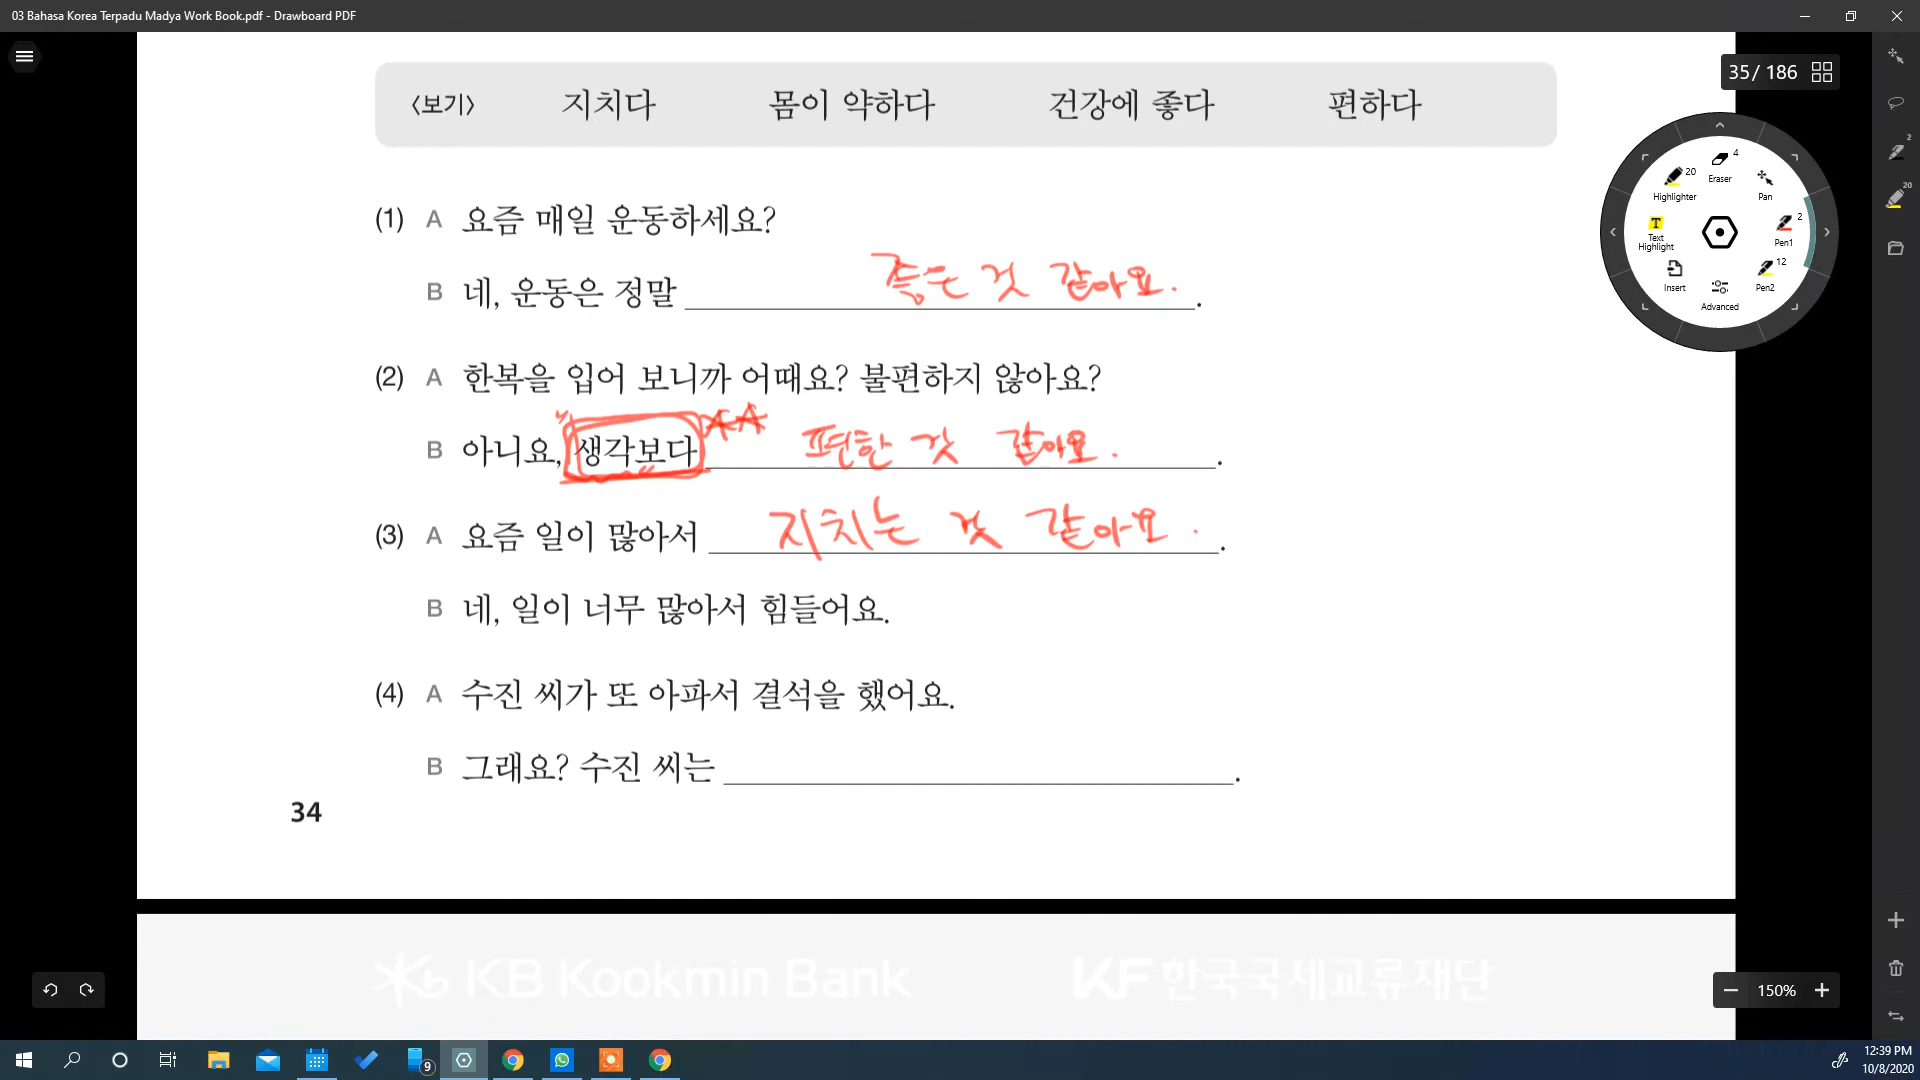 03 Bahasa Korea Terpadu Madya Work Book.pdf - Drawboard PDF
35 / 186
〈보기〉 지치다 몸이 약하다 건강에 좋다 편하다
(1) A 요즘 매일 운동하세요?
B 네, 운동은 정말 좋은 것 같아요.
(2) A 한복을 입어 보니까 어때요? 불편하지 않아요?
B 아니요, 생각보다 편한 것 같아요.
(3) A 요즘 일이 많아서 지치는 것 같아요.
B 네, 일이 너무 많아서 힘들어요.
(4) A 수진 씨가 또 아파서 결석을 했어요.
B 그래요? 수진 씨는
34
4
Eraser
20
Highlighter
Pan
T
Text
Highlight
2
Pen1
Insert
12
Pen2
Advanced
2
20
Kb KB Kookmin Bank KF 한국국제교류재단
150%
9
12:39 PM
10/8/2020